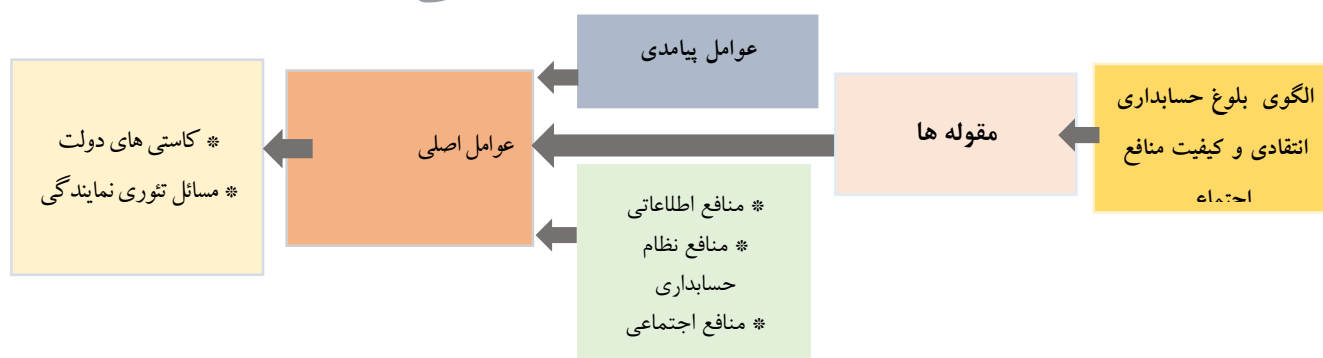 الگوی بلوغ حسابداری
انتقادی و کیفیت منافع
اجتماعی
مقوله ها
عوامل پیامدی
عوامل اصلی
* منافع اطلاعاتی
* منافع نظام
حسابداری
* منافع اجتماعی
* کاستی های دولت
* مسائل تئوری نمایندگی